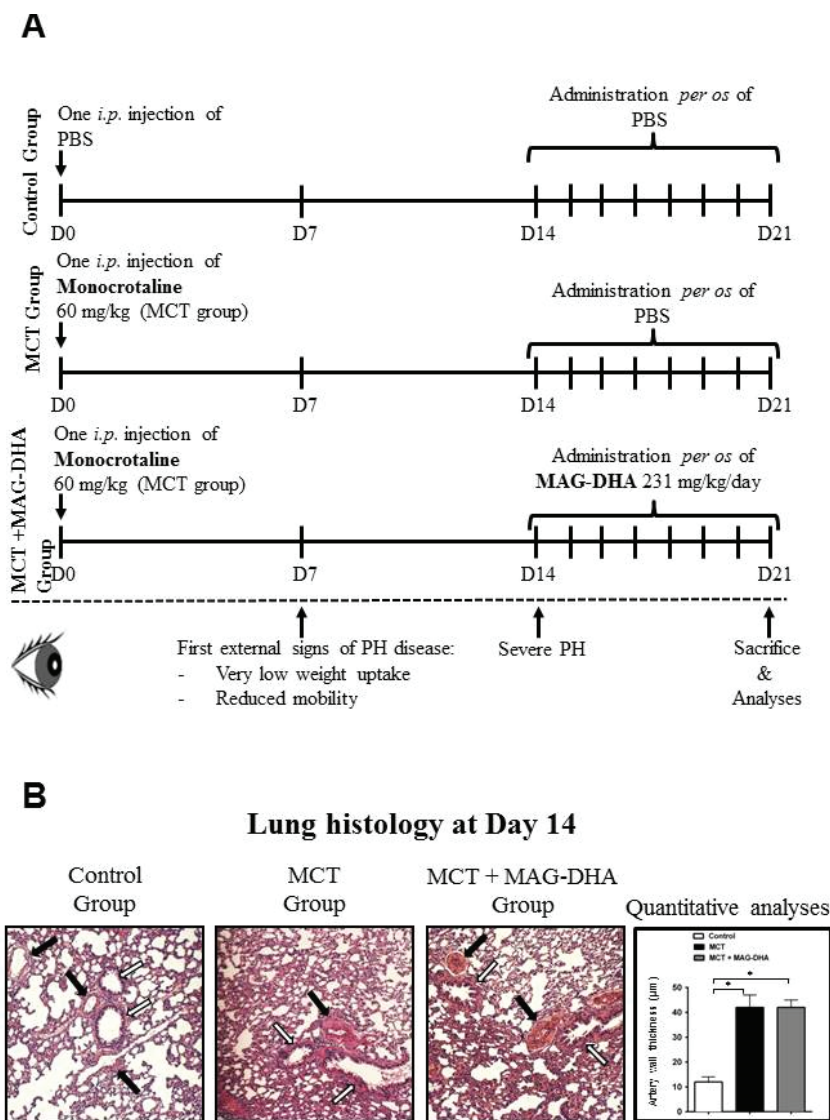 A
Control Group
One i.p. injection of
PBS
Administration per os of
PBS
D0
D7
D14
D21
MCT Group
One i.p. injection of
Monocrotaline
60 mg/kg (MCT group)
Administration per os of
PBS
D0
D7
D14
D21
MCT +MAG-DHA
Group
One i.p. injection of
Monocrotaline
60 mg/kg (MCT group)
Administration per os of
MAG-DHA 231 mg/kg/day
D0
D7
D14
D21
First external signs of PH disease:
- Very low weight uptake
- Reduced mobility
Severe PH
Sacrifice
&
Analyses
B
Lung histology at Day 14
Control
Group
MCT
Group
MCT + MAG-DHA
Group
Quantitative analyses
Control
MCT
MCT + MAG-DHA
Artery wall thickness (µm)
50
40
30
20
10
0
*
*